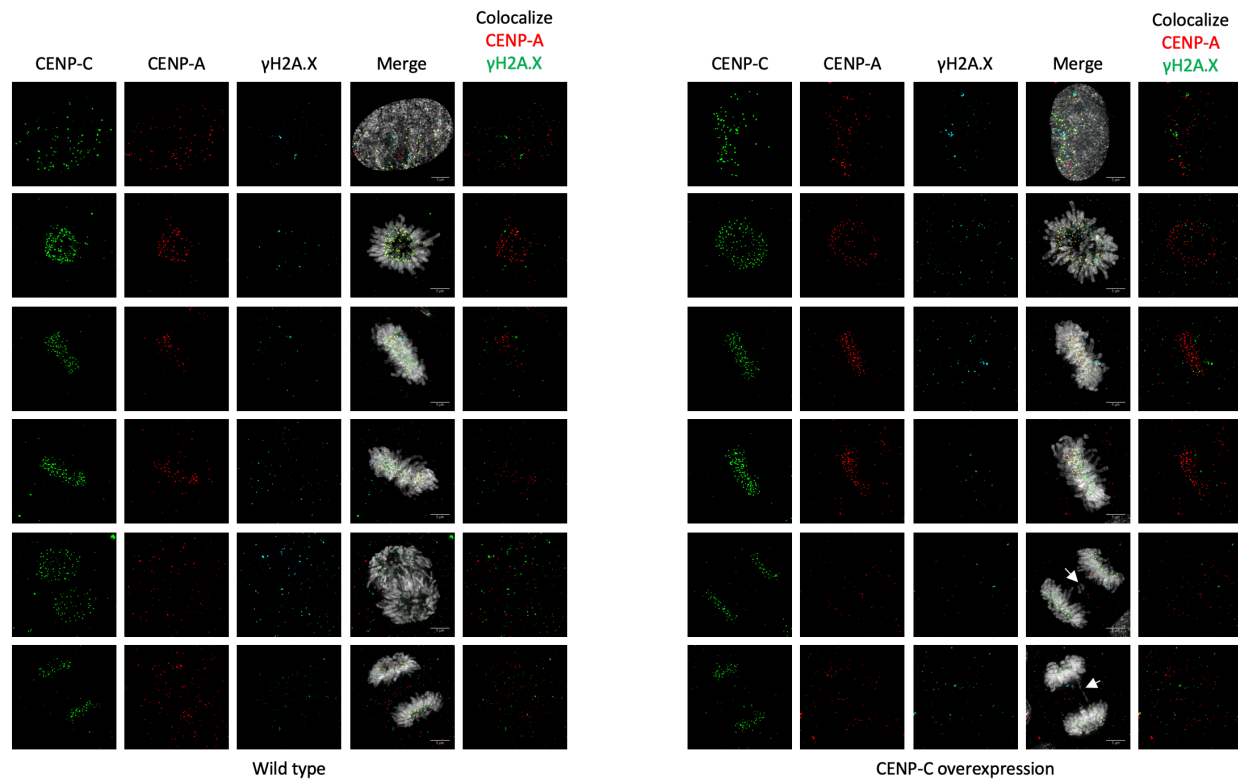 Colocalize
CENP-A
CENP-C CENP-A γH2A.X Merge γH2A.X
Colocalize
CENP-A
CENP-C CENP-A γH2A.X Merge γH2A.X
Wild type
CENP-C overexpression